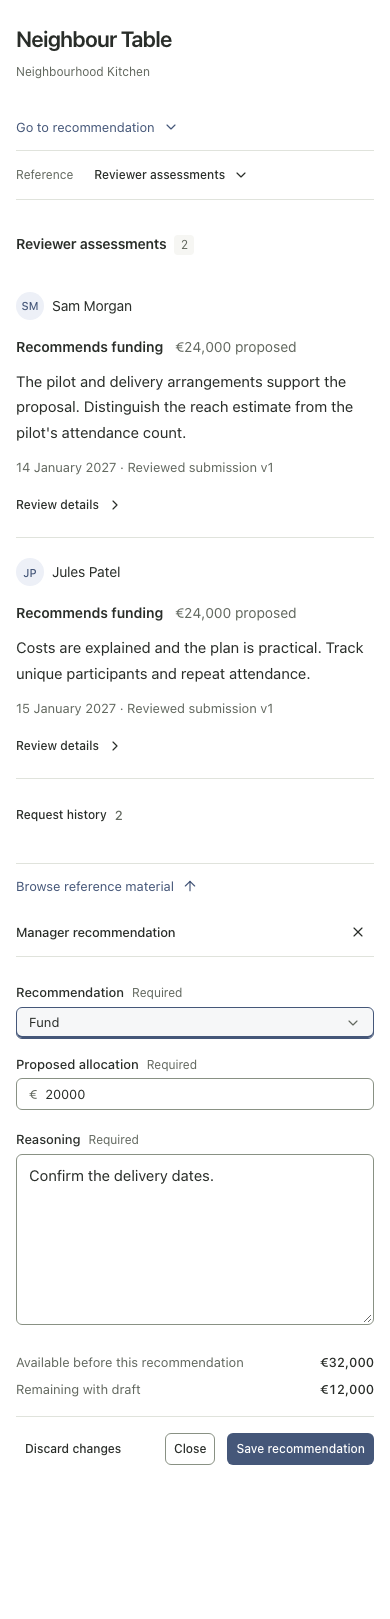 Neighbour Table
Neighbourhood Kitchen
Go to recommendation
Reference Reviewer assessments
Reviewer assessments 2
SM Sam Morgan
Recommends funding €24,000 proposed
The pilot and delivery arrangements support the
proposal. Distinguish the reach estimate from the
pilot's attendance count.
14 January 2027 · Reviewed submission v1
Review details
JP Jules Patel
Recommends funding €24,000 proposed
Costs are explained and the plan is practical. Track
unique participants and repeat attendance.
15 January 2027 · Reviewed submission v1
Review details
Request history 2
Browse reference material
Manager recommendation
Recommendation Required
Fund
Proposed allocation Required
€ 20000
Reasoning Required
Confirm the delivery dates.
Available before this recommendation €32,000
Remaining with draft €12,000
Discard changes Close Save recommendation